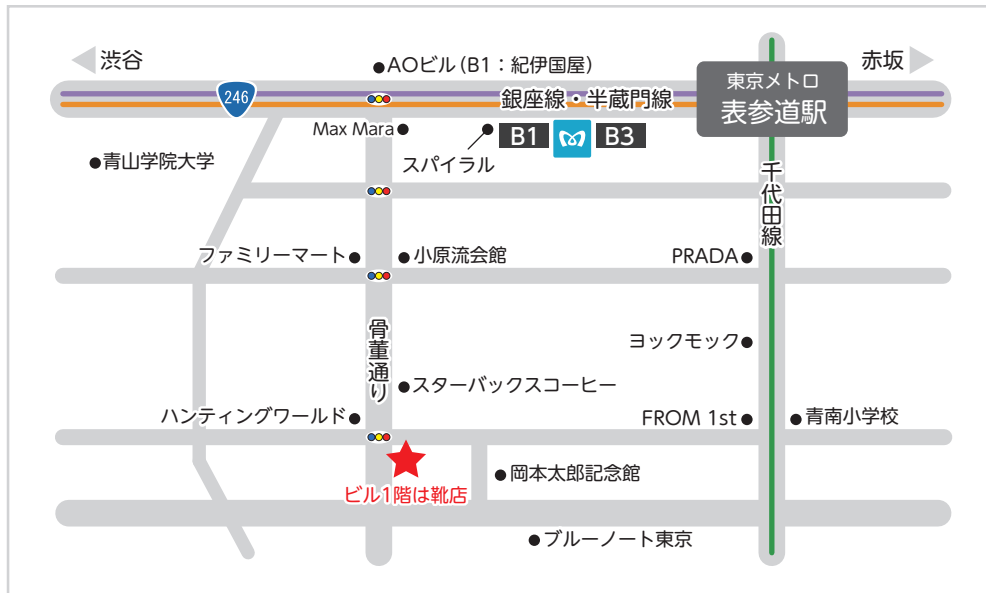 渋谷
赤坂
AOビル(B1:紀伊国屋)
246
銀座線・半蔵門線
東京メトロ
表参道駅
Max Mara
スパイラル
B1
B3
青山学院大学
千代田線
ファミリーマート
小原流会館
PRADA
骨董通り
ヨックモック
スターバックスコーヒー
ハンティングワールド
FROM 1st
青南小学校
岡本太郎記念館
ビル1階は靴店
ブルーノート東京